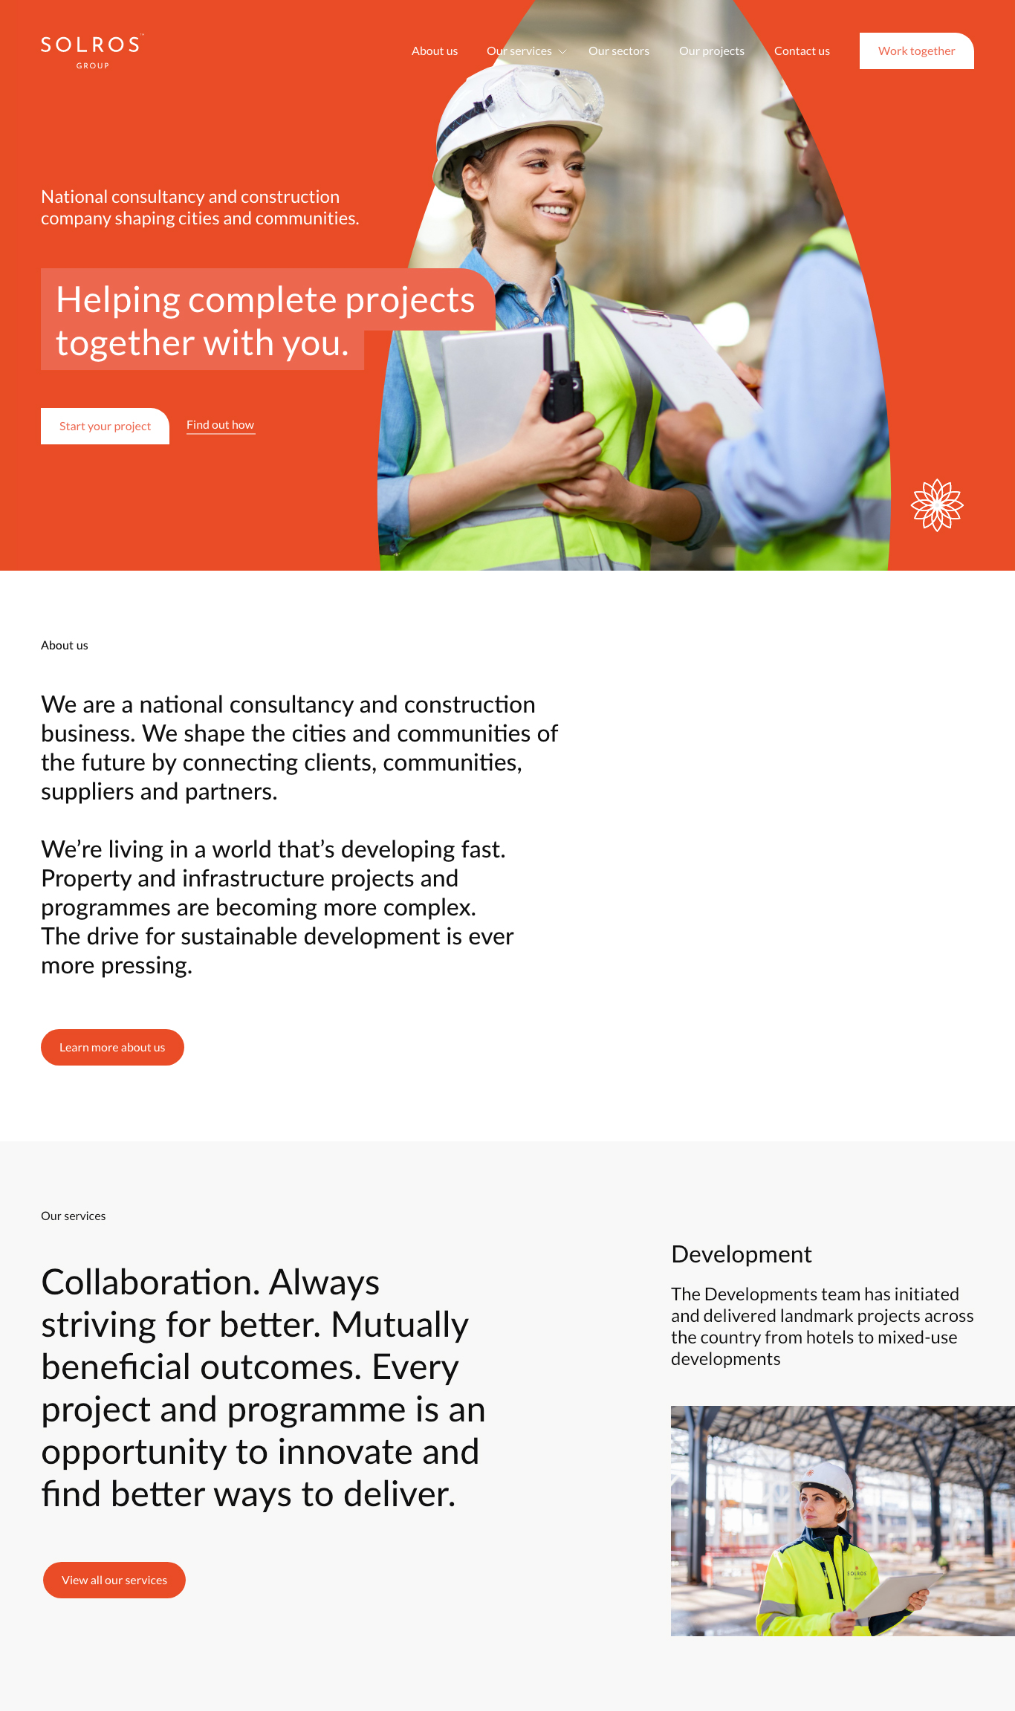 SOLROS™
GROUP
About us
Our services
Our sectors
Our projects
Contact us
Work together
National consultancy and construction
company shaping cities and communities.
Helping complete projects
together with you.
Start your project
Find out how
About us
We are a national consultancy and construction
business. We shape the cities and communities of
the future by connecting clients, communities,
suppliers and partners.
We’re living in a world that’s developing fast.
Property and infrastructure projects and
programmes are becoming more complex.
The drive for sustainable development is ever
more pressing.
Learn more about us
Our services
Collaboration. Always
striving for better. Mutually
beneficial outcomes. Every
project and programme is an
opportunity to innovate and
find better ways to deliver.
View all our services
Development
The Developments team has initiated
and delivered landmark projects across
the country from hotels to mixed-use
developments
SOLROS